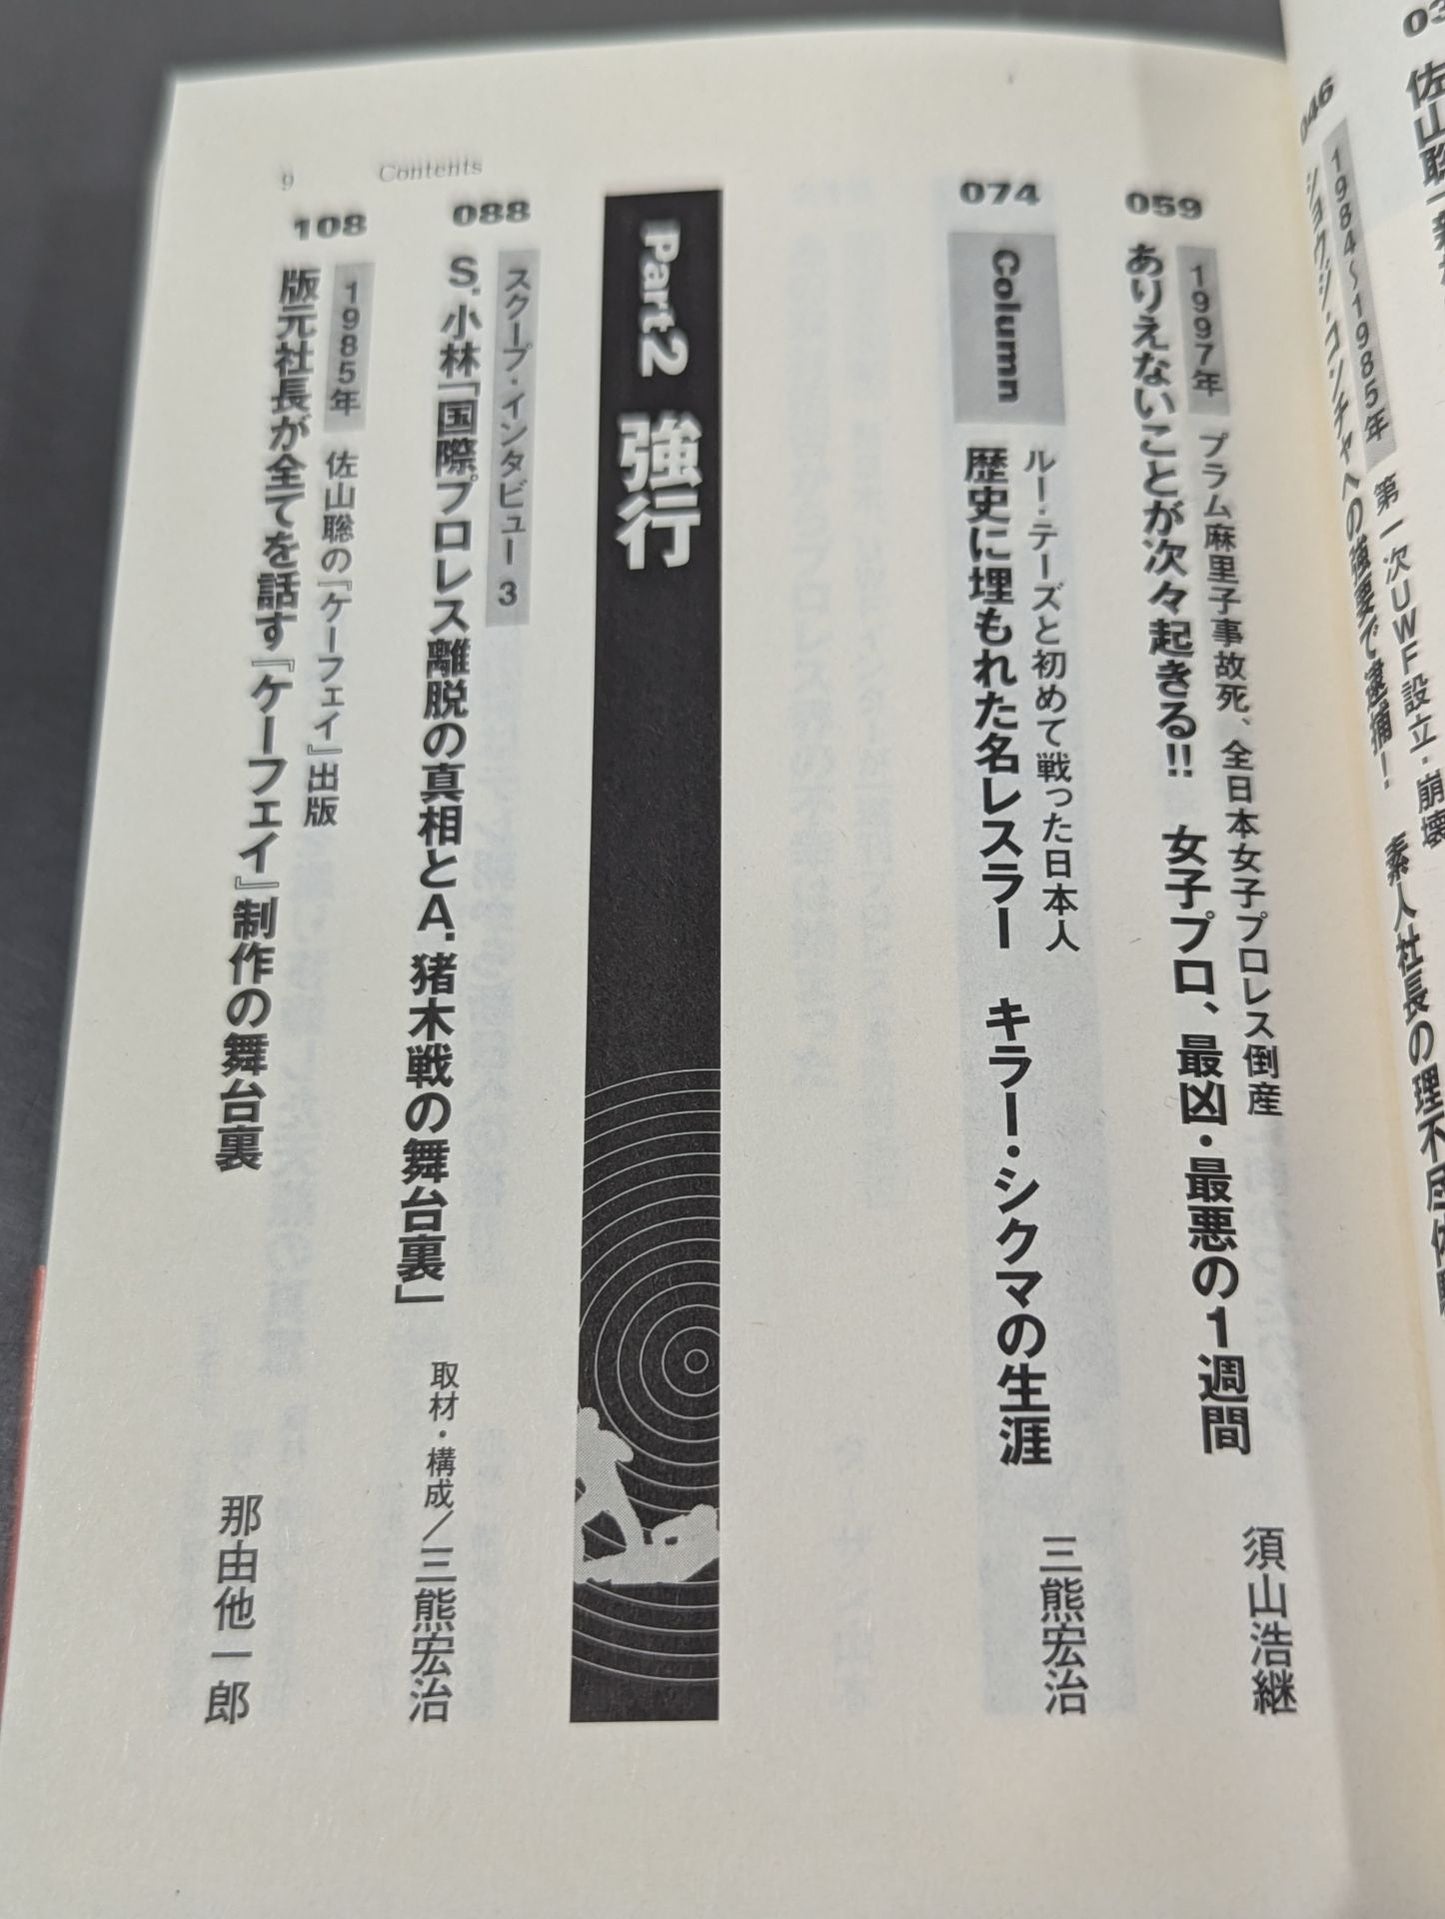 046
1984～1985年
第一次UWF設立・崩壊
ショウジ・コンチャへの強要で逮捕！　素人社長の理不尽体
059
1997年
プラム麻里子事故死、全日本女子プロレス倒産
ありえないことが次々起きる!!　女子プロ、最凶・最悪の1週間
須山浩継
074
Column
ルー・テーズと初めて戦った日本人
歴史に埋もれた名レスラー　キラー・シクマの生涯
三熊宏治
Part2　強行
088
スクープ・インタビュー3
S.小林「国際プロレス離脱の真相とA.猪木戦の舞台裏」
取材・構成／三熊宏治
108
1985年
佐山聡の『ケーフェイ』出版
版元社長が全てを話す『ケーフェイ』制作の舞台裏
那由他一郎
9
Contents